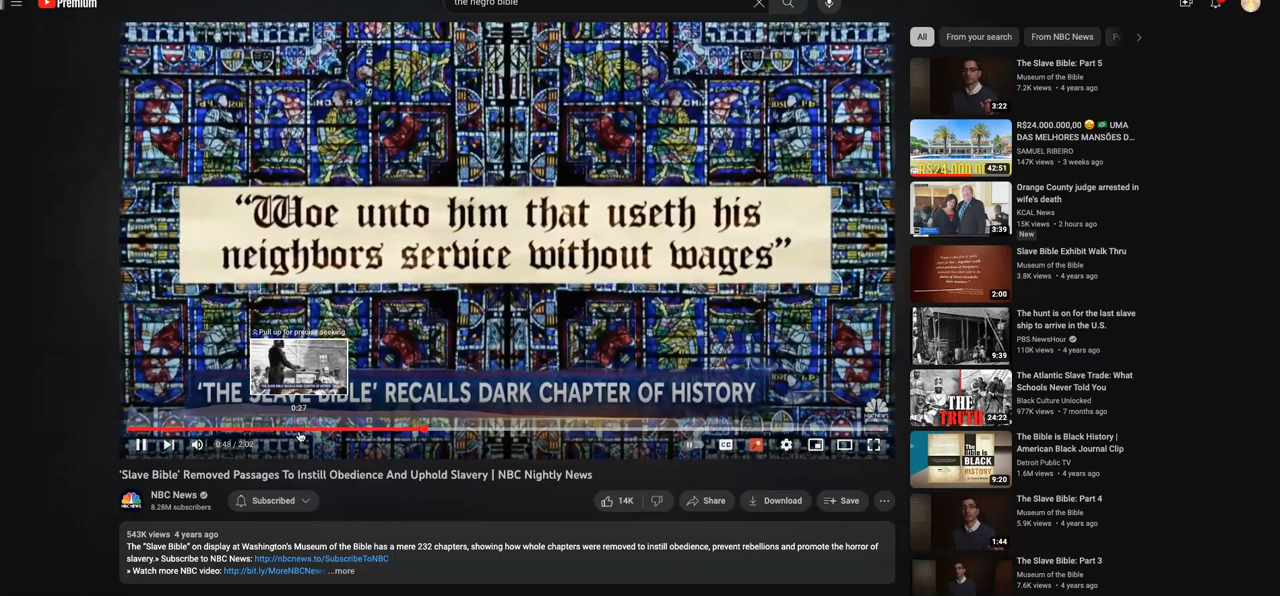 Premium
the negro bible
"Woe unto him that useth his
neighbors service without wages"
Pull up for precise seeking
'THE SLAVE BIBLE' RECALLS DARK CHAPTER OF HISTORY
0:27
NBC NEWS
0:48 / 2:02
CC
'Slave Bible' Removed Passages To Instill Obedience And Uphold Slavery | NBC Nightly News
NBC News
8.28M subscribers
Subscribed
14K
Share
Download
Save
543K views 4 years ago
The "Slave Bible" on display at Washington's Museum of the Bible has a mere 232 chapters, showing how whole chapters were removed to instill obedience, prevent rebellions and promote the horror of
slavery.» Subscribe to NBC News: http://nbcnews.to/SubscribeToNBC
» Watch more NBC video: http://bit.ly/MoreNBCNews ...more
All
From your search
From NBC News
The Slave Bible: Part 5
Museum of the Bible
7.2K views • 4 years ago
3:22
R$24.000.000,00 🤩 🇧🇷 UMA
DAS MELHORES MANSÕES D...
SAMUEL RIBEIRO
147K views • 3 weeks ago
R$24.000.0
42:51
Orange County judge arrested in
wife's death
KCAL News
15K views • 2 hours ago
New
3:39
Slave Bible Exhibit Walk Thru
Museum of the Bible
3.8K views • 4 years ago
2:00
The hunt is on for the last slave
ship to arrive in the U.S.
PBS NewsHour
110K views • 4 years ago
9:39
The Atlantic Slave Trade: What
Schools Never Told You
Black Culture Unlocked
977K views • 7 months ago
THE
TRUTH
24:22
The Bible is Black History |
American Black Journal Clip
Detroit Public TV
1.6M views • 4 years ago
The BIBLE
is BLACK
HISTORY
9:20
The Slave Bible: Part 4
Museum of the Bible
5.9K views • 4 years ago
1:44
The Slave Bible: Part 3
Museum of the Bible
7.6K views • 4 years ago